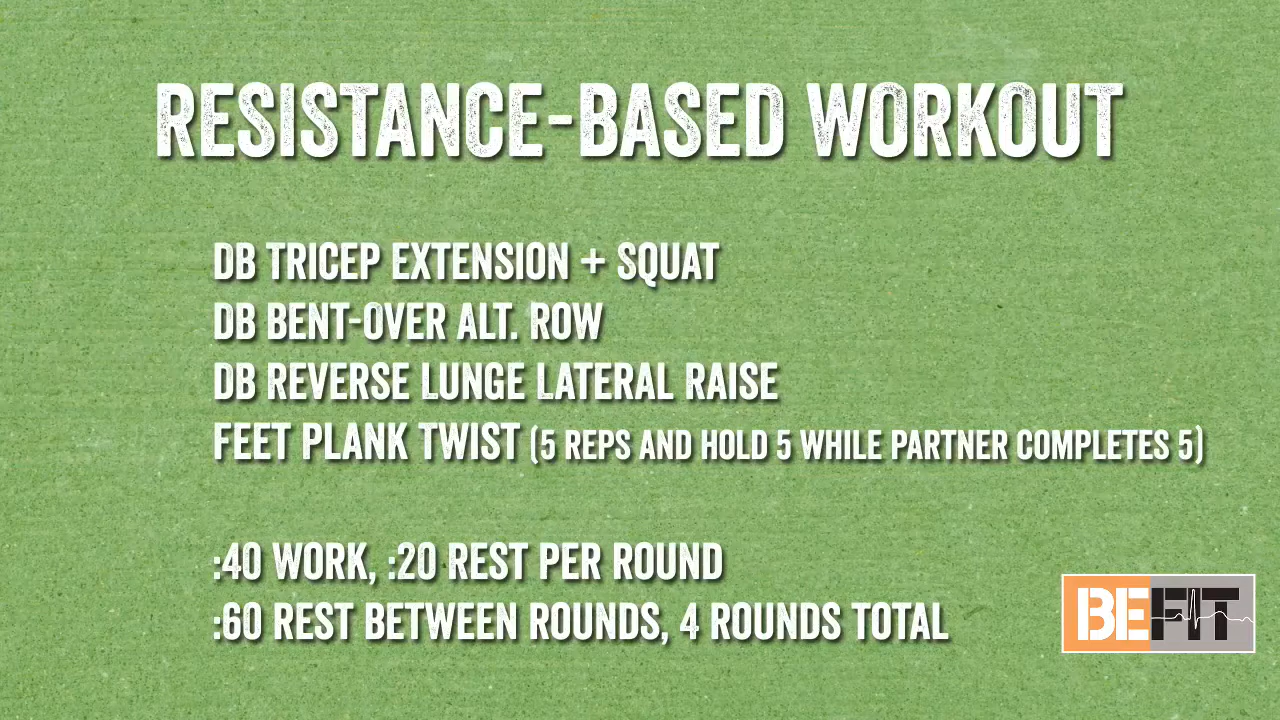 RESISTANCE-BASED WORKOUT
DB TRICEP EXTENSION + SQUAT
DB BENT-OVER ALT. ROW
DB REVERSE LUNGE LATERAL RAISE
FEET PLANK TWIST (5 REPS AND HOLD 5 WHILE PARTNER COMPLETES 5)
:40 WORK, :20 REST PER ROUND
:60 REST BETWEEN ROUNDS, 4 ROUNDS TOTAL
BEFIT